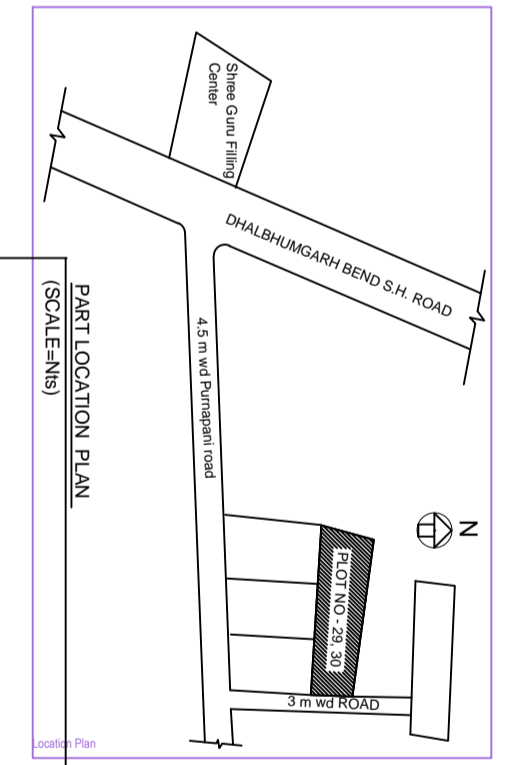 Shree Guru Filling
Center
DHALBHUMGARH BEND S.H. ROAD
4.5 m wd Purnapani road
PART LOCATION PLAN
(SCALE=Nts)
N
PLOT NO - 29, 30
3 m wd ROAD
Location Plan